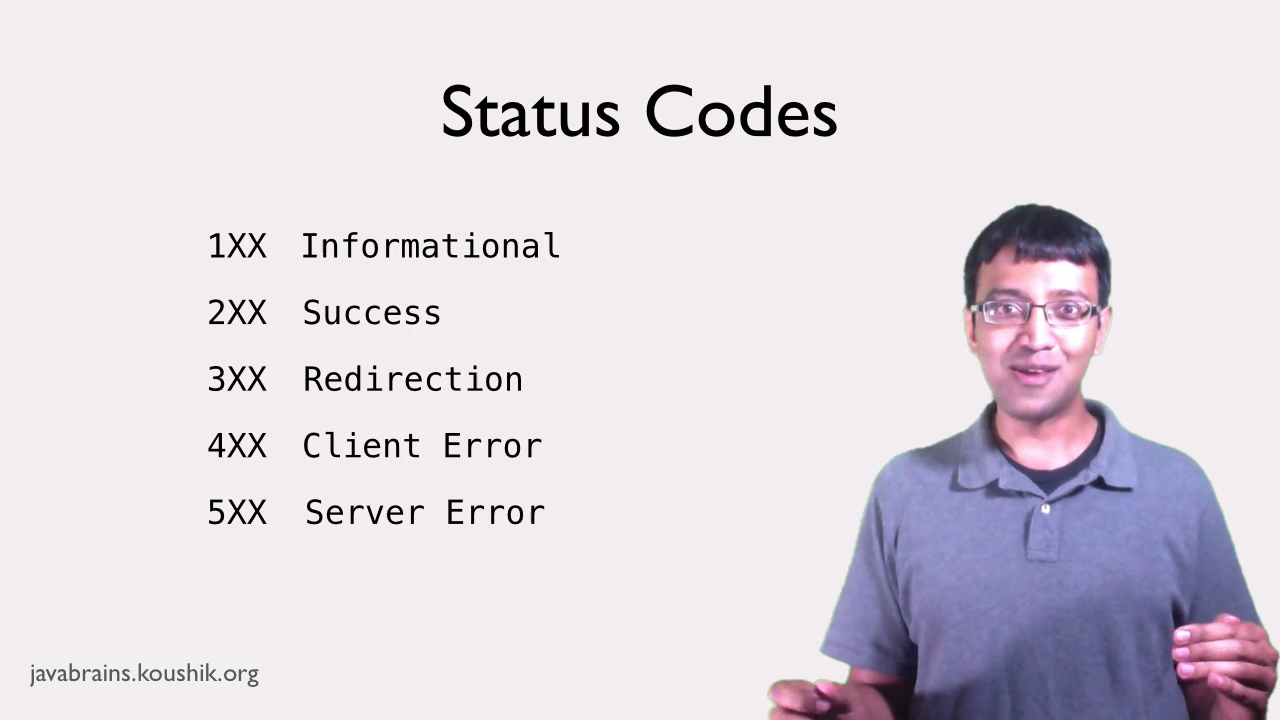 Status Codes
1XX Informational
2XX Success
3XX Redirection
4XX Client Error
5XX Server Error
javabrains.koushik.org